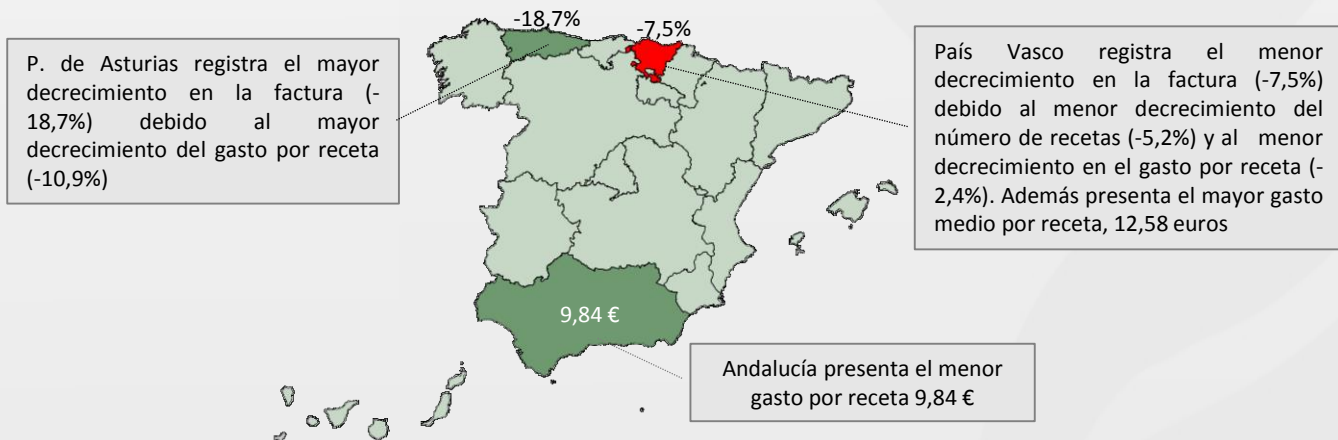 -18,7%
-7,5%
P. de Asturias registra el mayor
decrecimiento en la factura (-
18,7%) debido al mayor
decrecimiento del gasto por receta
(-10,9%)
País Vasco registra el menor
decrecimiento en la factura (-7,5%)
debido al menor decrecimiento del
número de recetas (-5,2%) y al menor
decrecimiento en el gasto por receta (-
2,4%). Además presenta el mayor gasto
medio por receta, 12,58 euros
9,84 €
Andalucía presenta el menor
gasto por receta 9,84 €